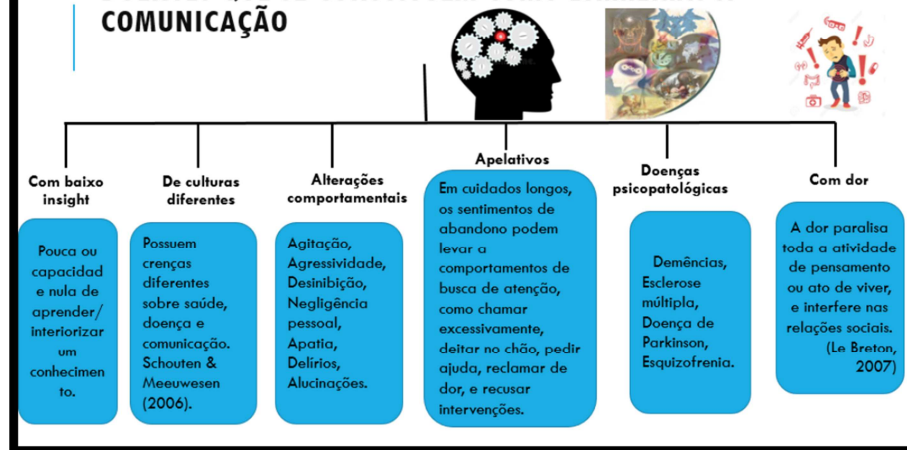 COMUNICAÇÃO
Com baixo
insight
Pouca ou
capacidad
e nula de
aprender/
interiorizar
um
conhecimen
to.
De culturas
diferentes
Possuem
crenças
diferentes
sobre saúde,
doença e
comunicação.
Schouten &
Meeuwesen
(2006).
Alterações
comportamentais
Agitação,
Agressividade,
Desinibição,
Negligência
pessoal,
Apatia,
Delírios,
Alucinações.
Apelativos
Em cuidados longos,
os sentimentos de
abandono podem
levar a
comportamentos de
busca de atenção,
como chamar
excessivamente,
deitar no chão, pedir
ajuda, reclamar de
dor, e recusar
intervenções.
Doenças
psicopatológicas
Demências,
Esclerose
múltipla,
Doença de
Parkinson,
Esquizofrenia.
Com dor
A dor paralisa
toda a atividade
de pensamento
ou ato de viver,
e interfere nas
relações sociais.
(Le Breton,
2007)